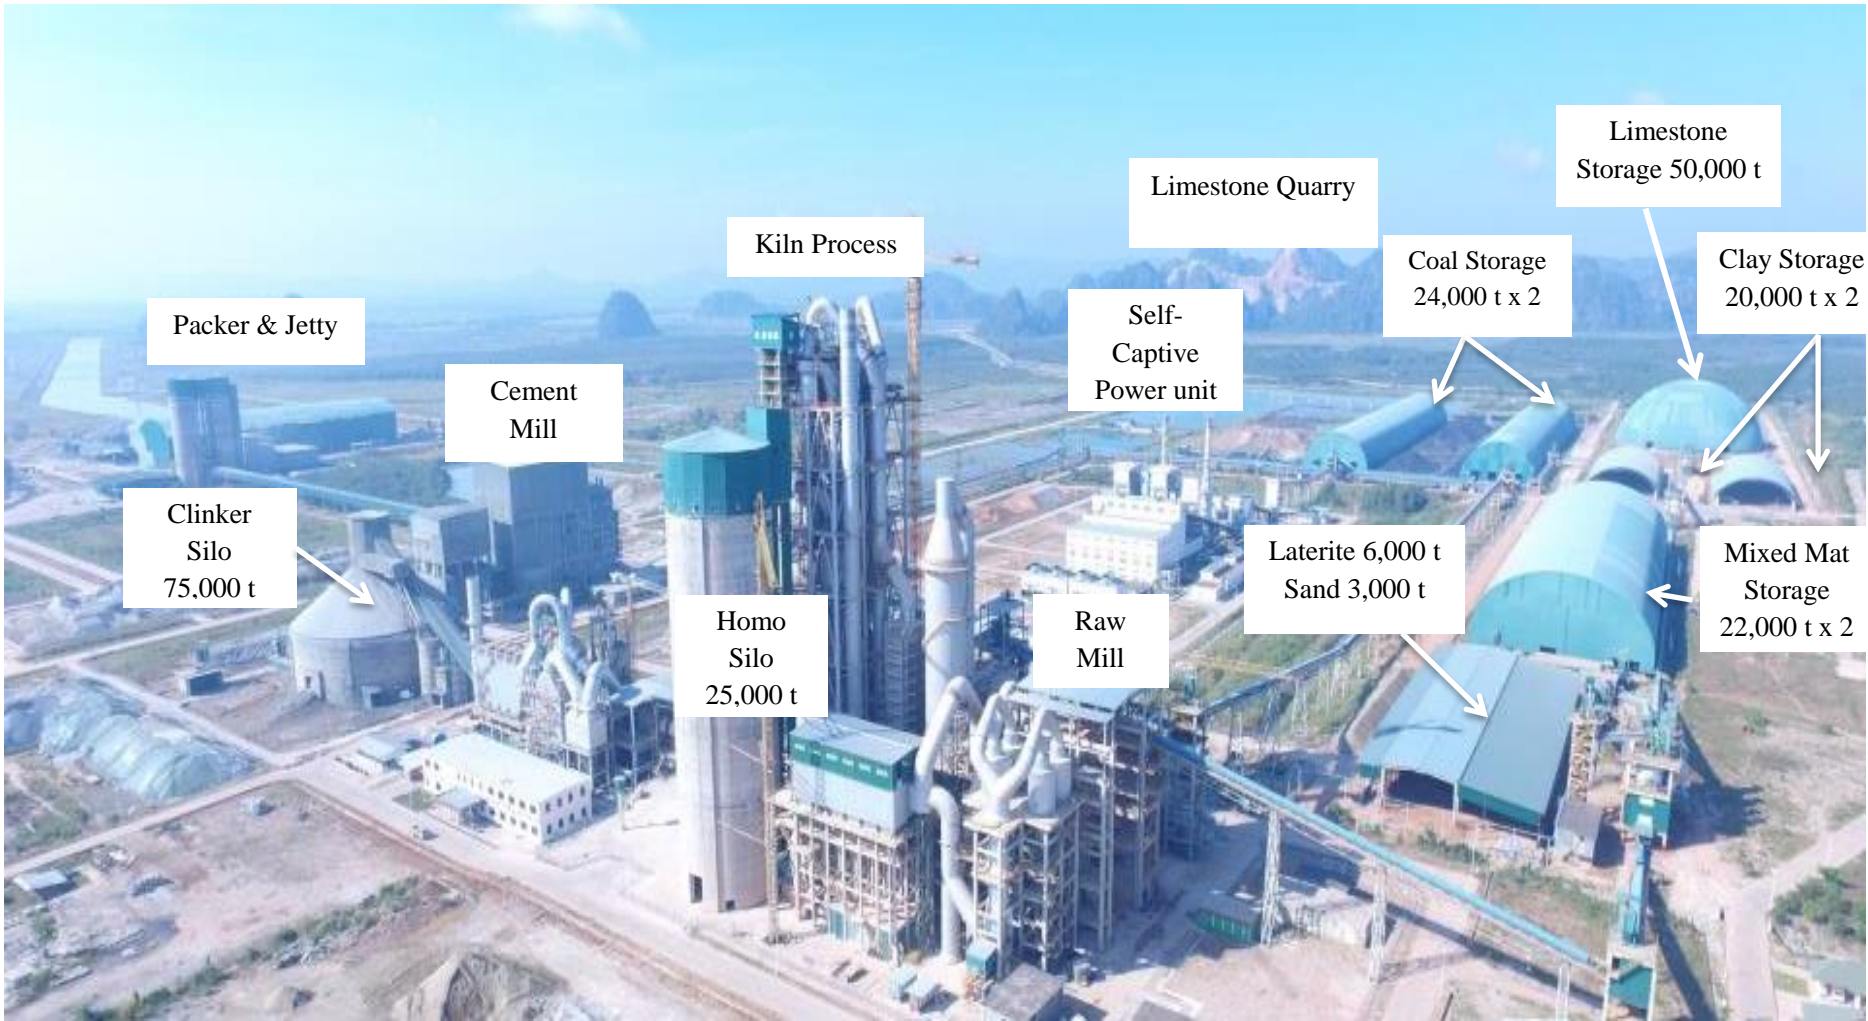 Limestone
Storage 50,000 t
Limestone Quarry
Kiln Process
Coal Storage
24,000 t x 2
Clay Storage
20,000 t x 2
Packer & Jetty
Self-
Captive
Power unit
Cement
Mill
Clinker
Silo
75,000 t
Laterite 6,000 t
Sand 3,000 t
Mixed Mat
Storage
22,000 t x 2
Homo
Silo
25,000 t
Raw
Mill